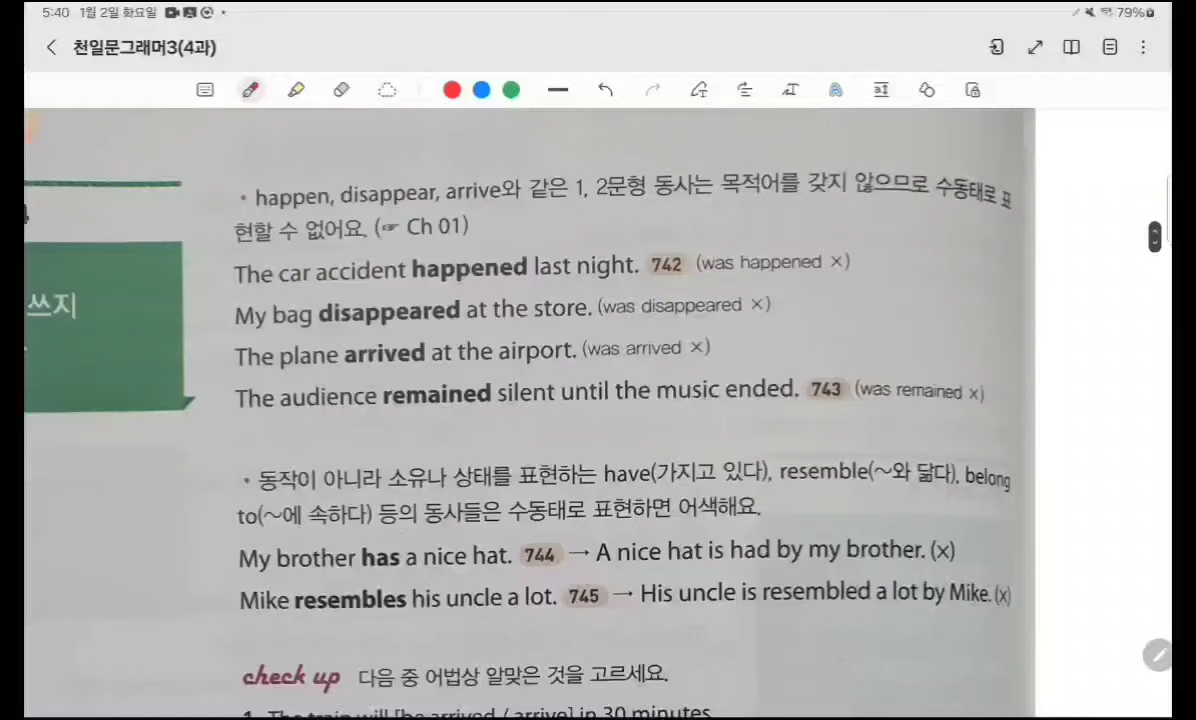 5:40 1월 2일 화요일
79%
천일문그래머3(4과)
• happen, disappear, arrive와 같은 1, 2문형 동사는 목적어를 갖지 않으므로 수동태로 표
현할 수 없어요. (☞ Ch 01)
The car accident happened last night. 742 (was happened ×)
쓰지
My bag disappeared at the store. (was disappeared ×)
The plane arrived at the airport. (was arrived ×)
The audience remained silent until the music ended. 743 (was remained ×)
• 동작이 아니라 소유나 상태를 표현하는 have(가지고 있다), resemble(~와 닮다), belong
to(~에 속하다) 등의 동사들은 수동태로 표현하면 어색해요.
My brother has a nice hat. 744 → A nice hat is had by my brother. (×)
Mike resembles his uncle a lot. 745 → His uncle is resembled a lot by Mike. (×)
check up 다음 중 어법상 알맞은 것을 고르세요.
1. The train will [be arrived / arrive] in 30 minutes